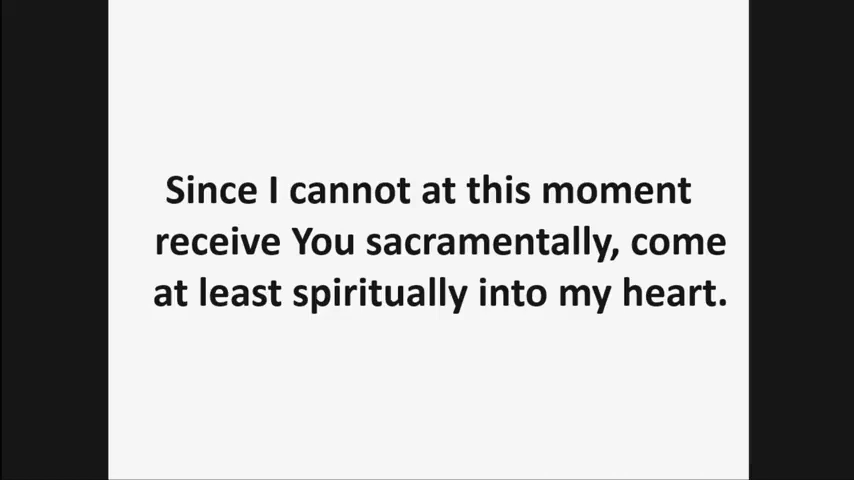 Since I cannot at this moment
receive You sacramentally, come
at least spiritually into my heart.